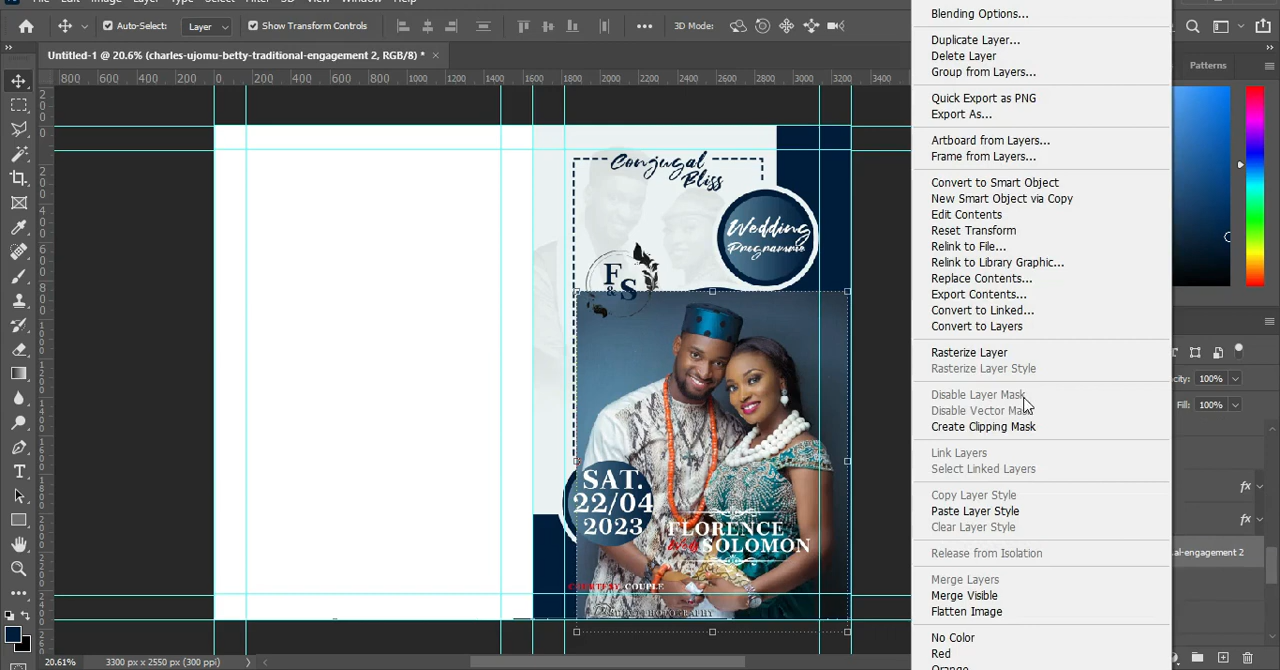 Auto-Select:
Layer
Show Transform Controls
3D Mode:
Untitled-1 @ 20.6% (charles-ujomu-betty-traditional-engagement 2, RGB/8) *
800
600
400
200
0
200
400
600
800
1000
1200
1400
1600
1800
2000
2200
2400
2600
2800
3000
3200
3400
Conjugal
Bliss
Wedding
Programme
F
&
S
SAT.
22/04
2023
FLORENCE
SOLOMON
COURTESY: COUPLE
PHOTOGRAPHY
20.61%
3300 px x 2550 px (300 ppi)
Blending Options...
Duplicate Layer...
Delete Layer
Group from Layers...
Quick Export as PNG
Export As...
Artboard from Layers...
Frame from Layers...
Convert to Smart Object
New Smart Object via Copy
Edit Contents
Reset Transform
Relink to File...
Relink to Library Graphic...
Replace Contents...
Export Contents...
Convert to Linked...
Convert to Layers
Rasterize Layer
Rasterize Layer Style
Disable Layer Mask
Disable Vector Mask
Create Clipping Mask
Link Layers
Select Linked Layers
Copy Layer Style
Paste Layer Style
Clear Layer Style
Release from Isolation
Merge Layers
Merge Visible
Flatten Image
No Color
Red
Orange
Patterns
100%
Fill: 100%
fx
fx
al-engagement 2